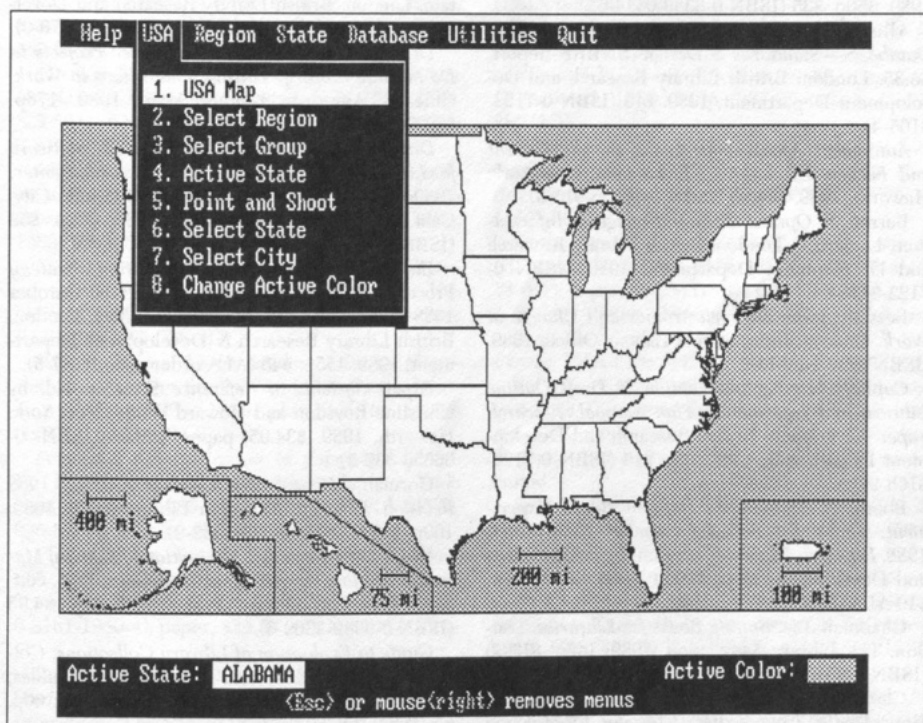 Help USA Region State Database Utilities Quit
1. USA Map
2. Select Region
3. Select Group
4. Active State
5. Point and Shoot
6. Select State
7. Select City
8. Change Active Color
400 mi
75 mi
200 mi
100 mi
Active State: ALABAMA
Active Color:
<Esc> or mouse<right> removes menus